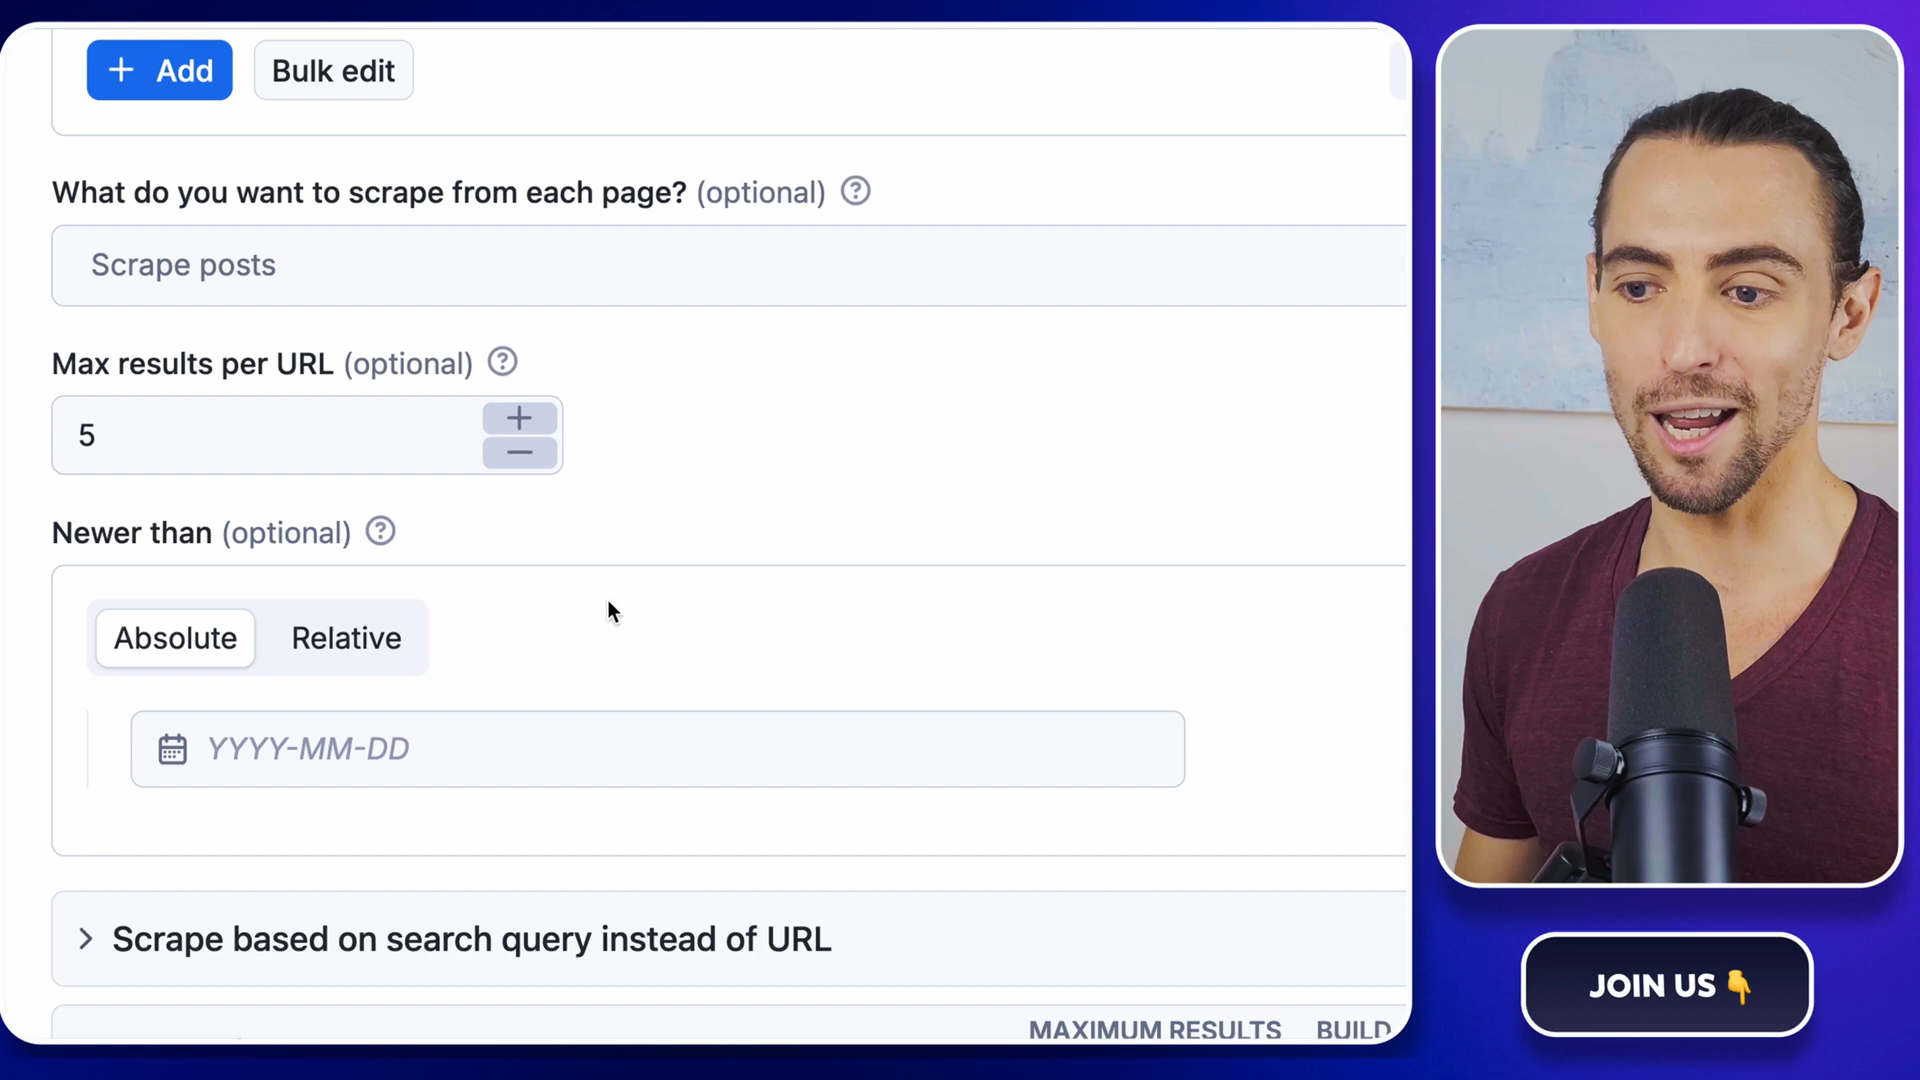 + Add
Bulk edit
What do you want to scrape from each page? (optional)
Scrape posts
Max results per URL (optional)
5
Newer than (optional)
Absolute
Relative
YYYY-MM-DD
Scrape based on search query instead of URL
MAXIMUM RESULTS
BUILD
JOIN US 👇